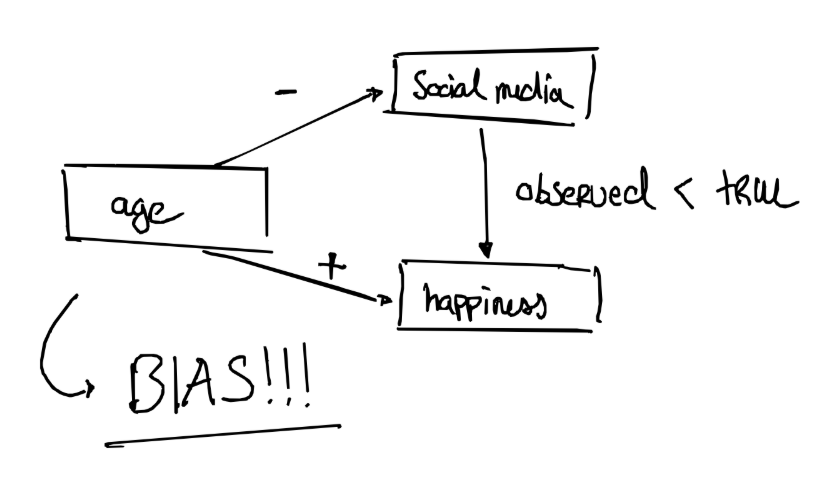 -
Social media
observed < true
age
+
happiness
BIAS!!!